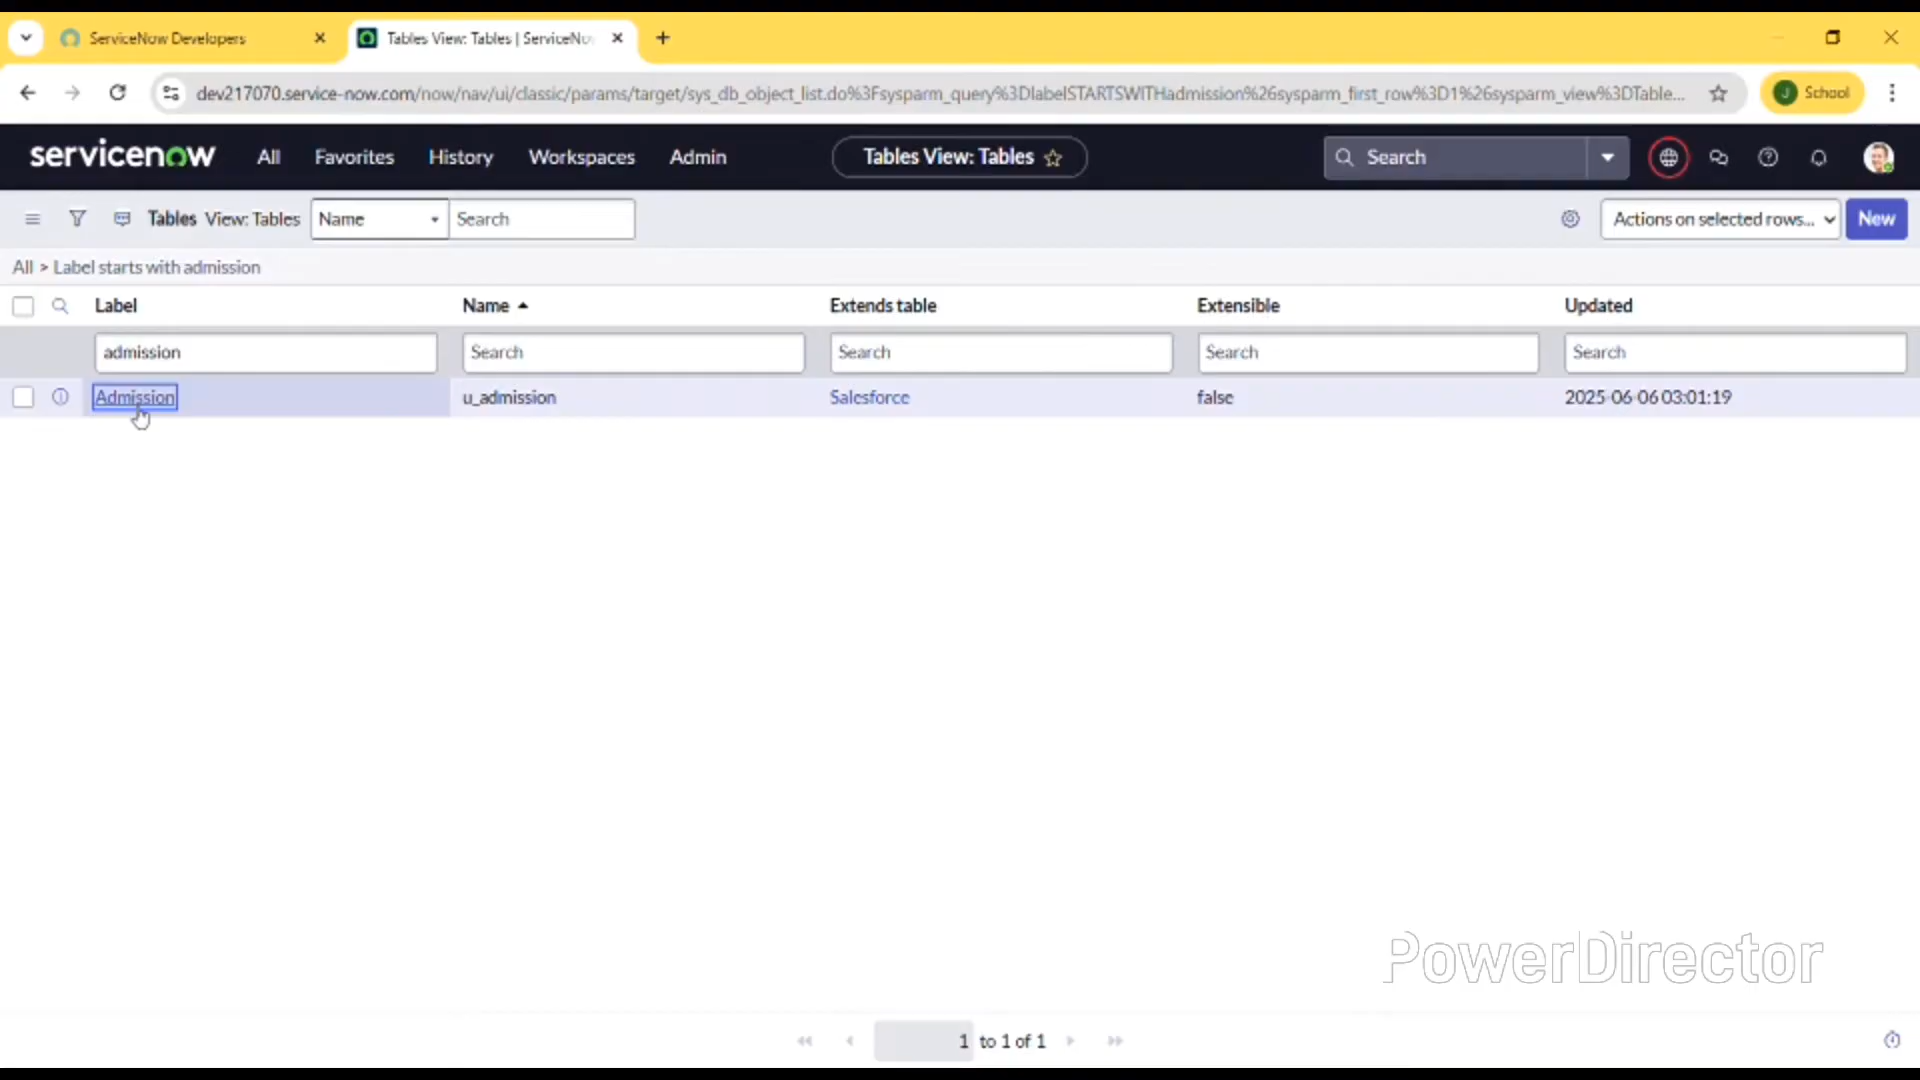 ServiceNow Developers
Tables View: Tables | ServiceNo
dev217070.service-now.com/now/nav/ui/classic/params/target/sys_db_object_list.do%3Fsysparm_query%3DlabelSTARTSWITHadmission%26sysparm_first_row%3D1%26sysparm_view%3DTable...
J School
servicenow All Favorites History Workspaces Admin Tables View: Tables Search
Tables View: Tables Name Search Actions on selected rows... New
All > Label starts with admission
Label Name Extends table Extensible Updated
admission Search Search Search Search
Admission u_admission Salesforce false 2025-06-06 03:01:19
PowerDirector
1 to 1 of 1